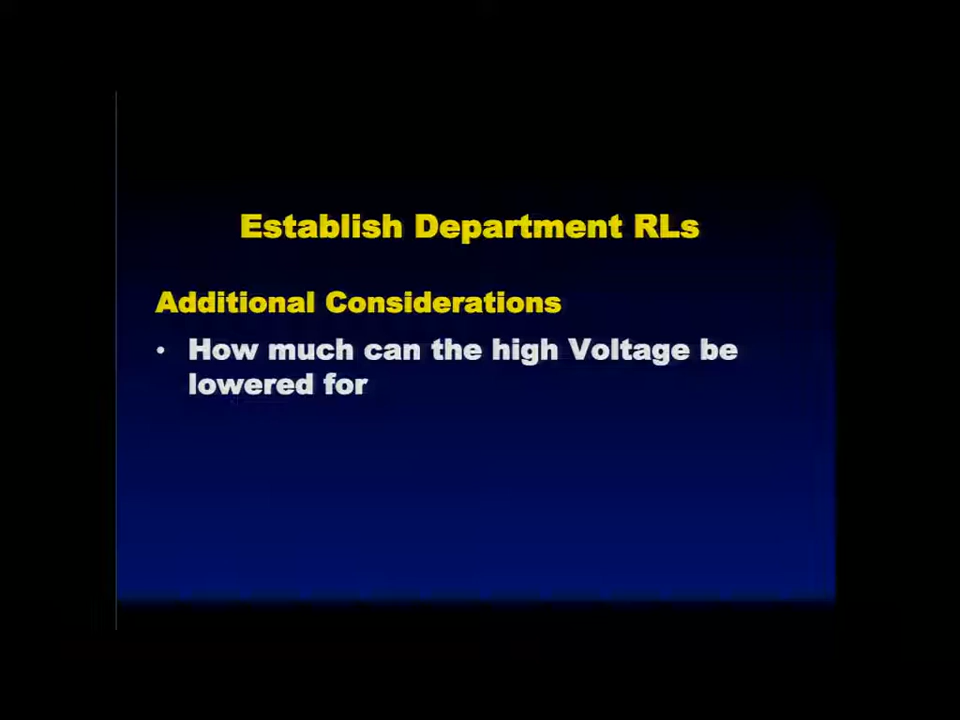 Establish Department RLs
Additional Considerations
• How much can the high Voltage be
lowered for